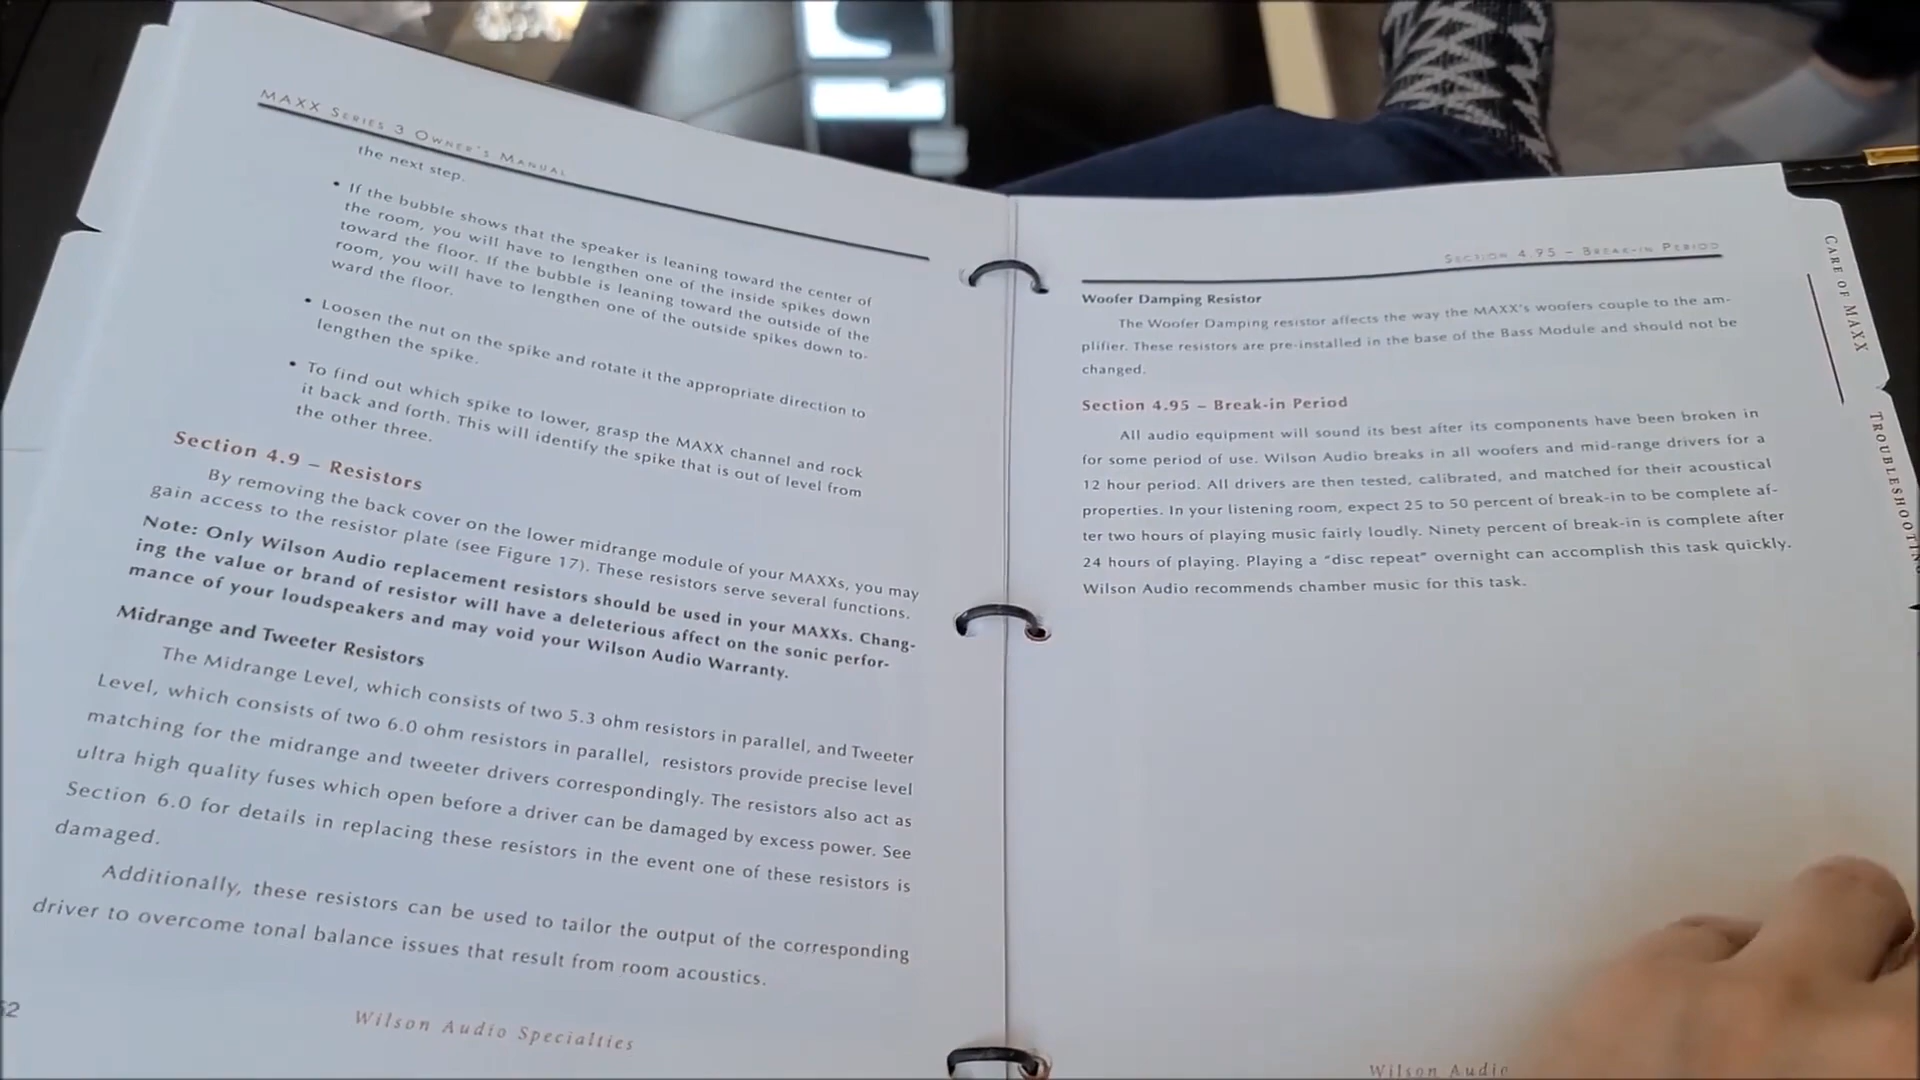 MAXX Series 3 Owner's Manual
the next step.
• If the bubble shows that the speaker is leaning toward the center of
the room, you will have to lengthen one of the inside spikes down
toward the floor. If the bubble is leaning toward the outside of the
room, you will have to lengthen one of the outside spikes down to-
ward the floor.
• Loosen the nut on the spike and rotate it the appropriate direction to
lengthen the spike.
• To find out which spike to lower, grasp the MAXX channel and rock
it back and forth. This will identify the spike that is out of level from
the other three.
Section 4.9 – Resistors
By removing the back cover on the lower midrange module of your MAXXs, you may
gain access to the resistor plate (see Figure 17). These resistors serve several functions.
Note: Only Wilson Audio replacement resistors should be used in your MAXXs. Chang-
ing the value or brand of resistor will have a deleterious affect on the sonic perfor-
mance of your loudspeakers and may void your Wilson Audio Warranty.
Midrange and Tweeter Resistors
The Midrange Level, which consists of two 5.3 ohm resistors in parallel, and Tweeter
Level, which consists of two 6.0 ohm resistors in parallel, resistors provide precise level
matching for the midrange and tweeter drivers correspondingly. The resistors also act as
ultra high quality fuses which open before a driver can be damaged by excess power. See
Section 6.0 for details in replacing these resistors in the event one of these resistors is
damaged.
Additionally, these resistors can be used to tailor the output of the corresponding
driver to overcome tonal balance issues that result from room acoustics.
Wilson Audio Specialties
Section 4.95 – Break-in Period
Woofer Damping Resistor
The Woofer Damping resistor affects the way the MAXX's woofers couple to the am-
plifier. These resistors are pre-installed in the base of the Bass Module and should not be
changed.
Section 4.95 – Break-in Period
All audio equipment will sound its best after its components have been broken in
for some period of use. Wilson Audio breaks in all woofers and mid-range drivers for a
12 hour period. All drivers are then tested, calibrated, and matched for their acoustical
properties. In your listening room, expect 25 to 50 percent of break-in to be complete af-
ter two hours of playing music fairly loudly. Ninety percent of break-in is complete after
24 hours of playing. Playing a "disc repeat" overnight can accomplish this task quickly.
Wilson Audio recommends chamber music for this task.
Wilson Audio
Care of MAXX